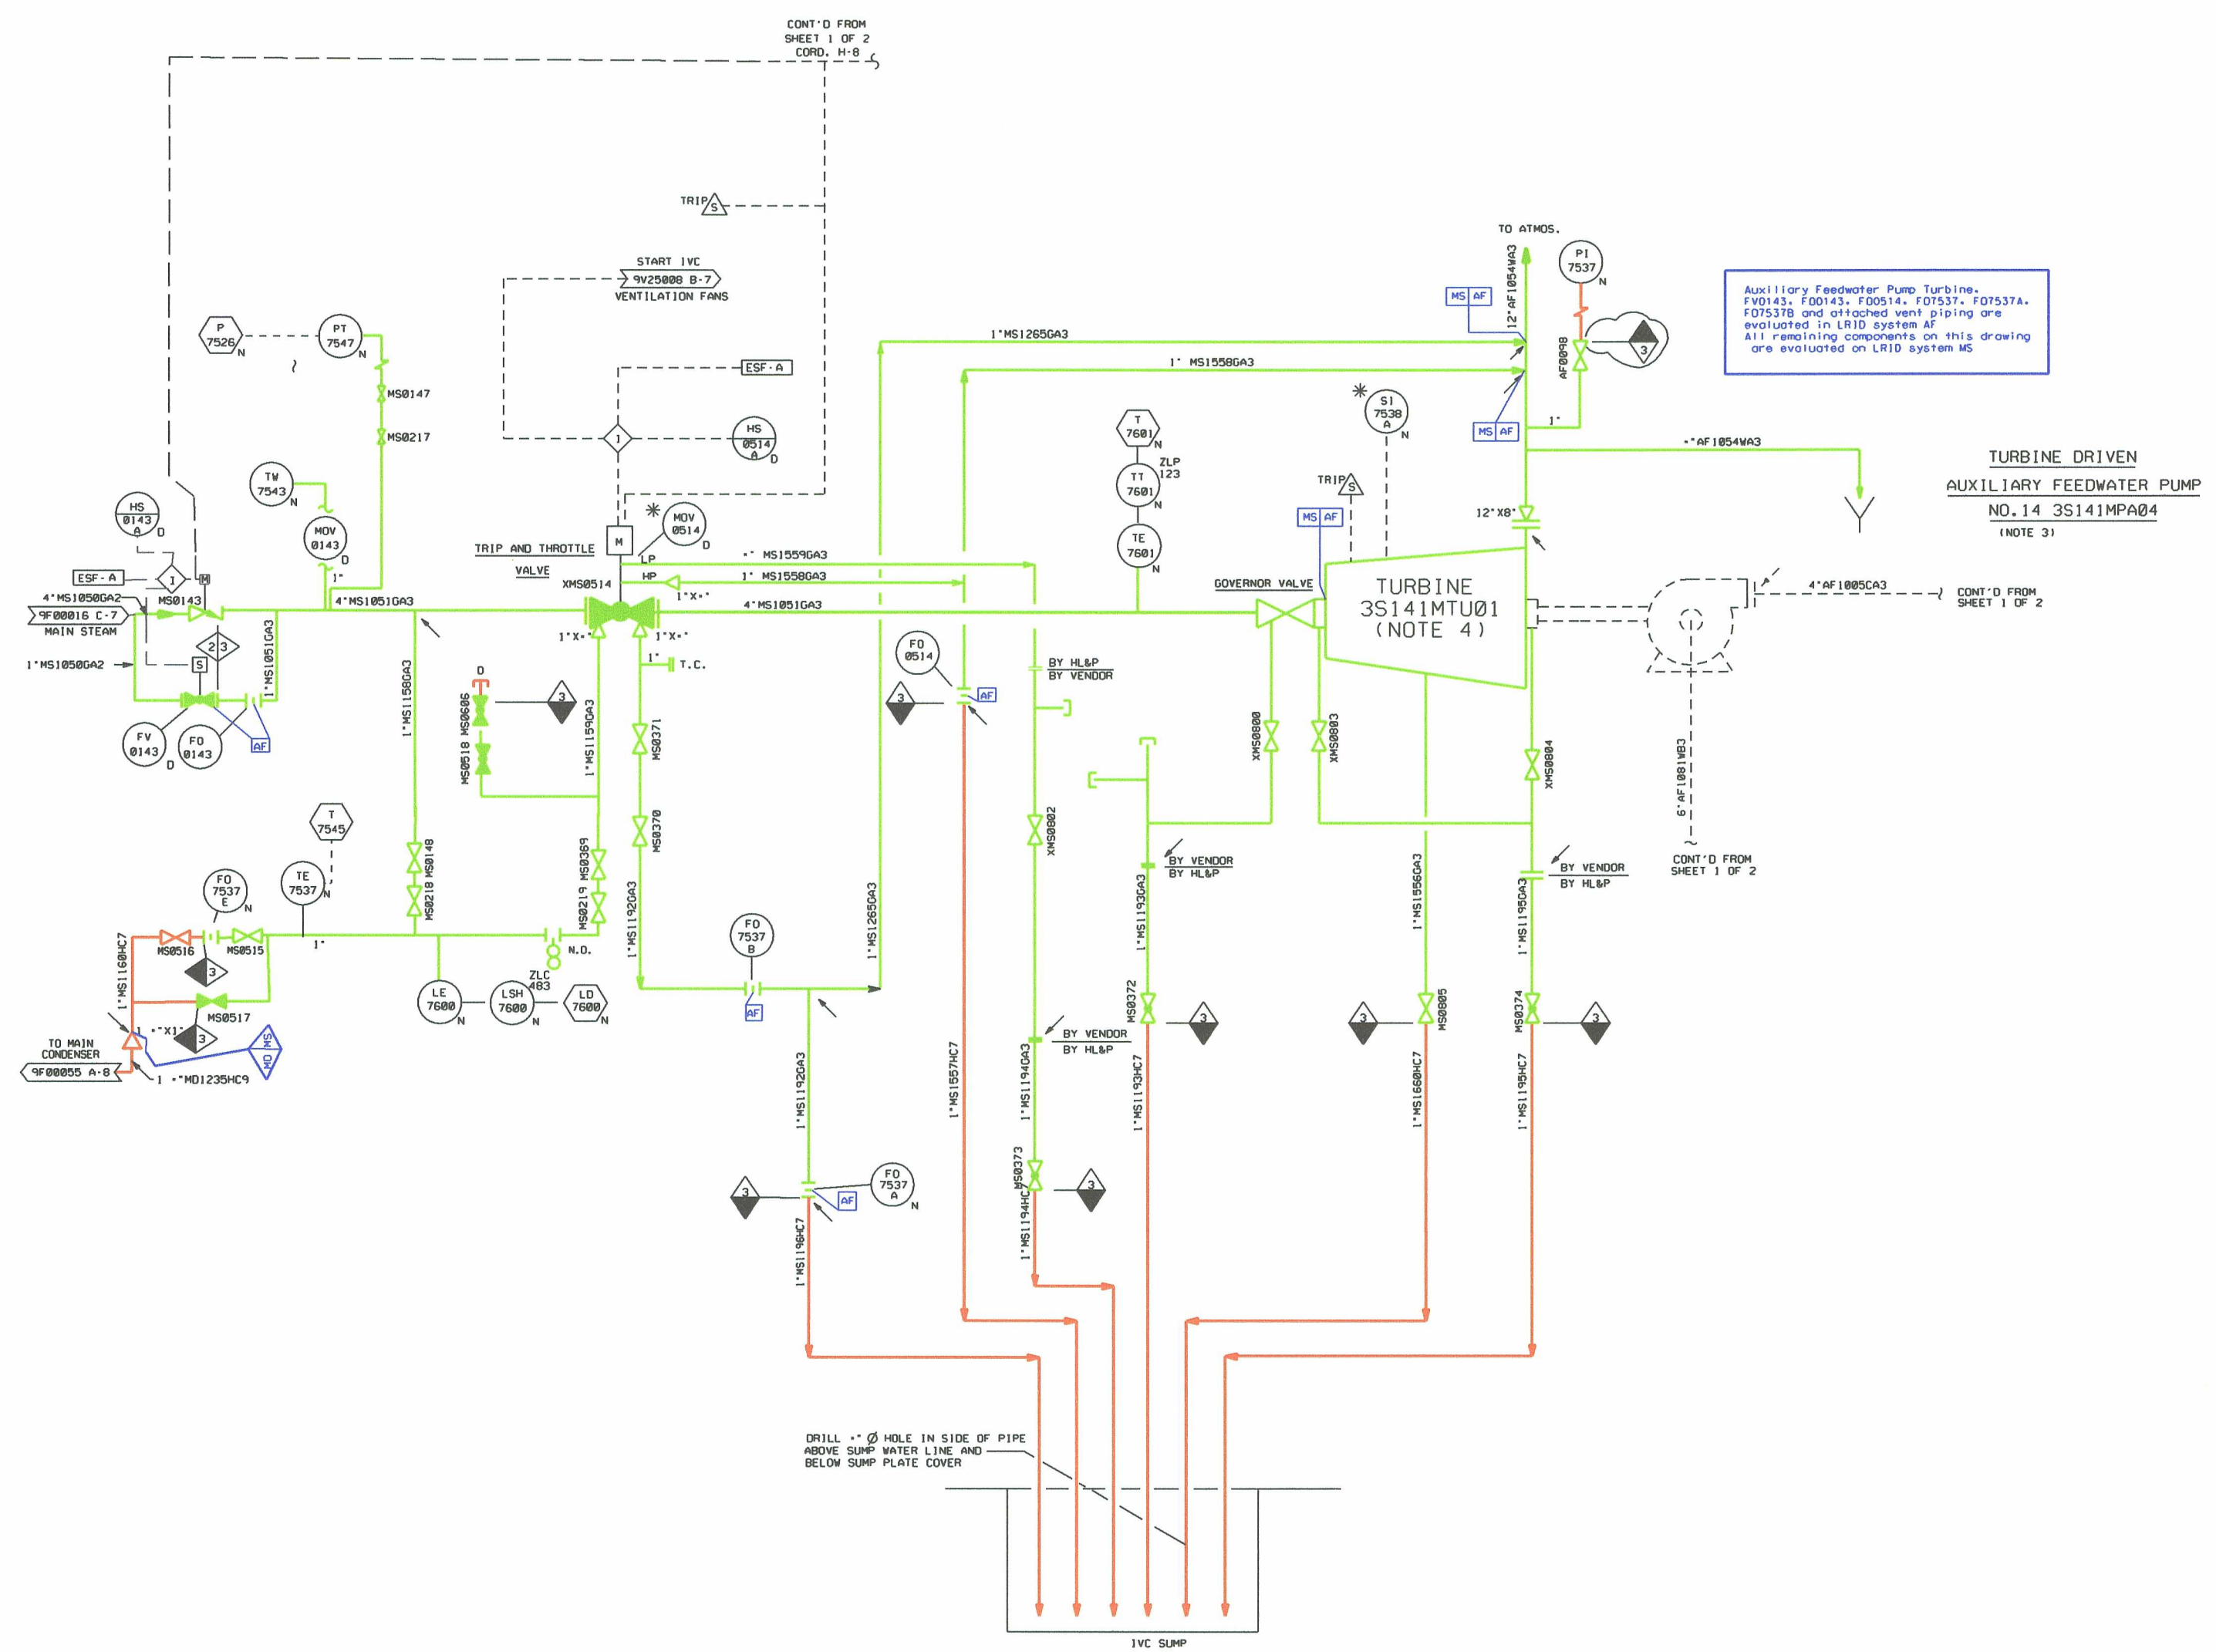 CONT'D FROM
SHEET 1 OF 2
CORD. H-8
TRIP S
START IVC
9V25008 B-7
VENTILATION FANS
TO ATMOS.
12"AF1054WA3
PI
7537
N
MS AF
Auxiliary Feedwater Pump Turbine.
FV0143. FO0143. FO0514. FO7537. FO7537A.
FO7537B and attached vent piping are
evaluated in LRID system AF
All remaining components on this drawing
are evaluated on LRID system MS
P
7526
N
PT
7547
N
1"MS1265GA3
1" MS1558GA3
AF0098
3
MS0147
MS0217
ESF-A
HS
0514
A
D
I
SI
7538
A
N
T
7601
N
TT
7601
N
ZLP
123
TE
7601
N
MS AF
1"
"AF1054WA3
TURBINE DRIVEN
AUXILIARY FEEDWATER PUMP
NO.14 3S141MPA04
(NOTE 3)
TW
7543
N
HS
0143
A
D
MOV
0143
D
1"
ESF-A
I
M
TRIP S
MS AF
12"X8"
M
MOV
0514
D
TRIP AND THROTTLE
VALVE
XMS0514
LP
" MS1559GA3
HP
1" MS1558GA3
1"X
GOVERNOR VALVE
TURBINE
3S141MTU01
(NOTE 4)
4"AF1005CA3
CONT'D FROM
SHEET 1 OF 2
4"MS1050GA2
MS0143
9F00016 C-7
MAIN STEAM
4"MS1051GA3
4"MS1051GA3
1"X
1"X
1"MS1050GA2
2 3
S
1"MS1051GA3
FV
0143
D
FO
0143
AF
1"MS1158GA3
D
MS0606
MS0518
3
1"MS1159GA3
1"
T.C.
MS0371
MS0370
FO
0514
3
AF
BY HL&P
BY VENDOR
XMS0800
XMS0803
XMS0804
6"AF1081WB3
CONT'D FROM
SHEET 1 OF 2
XMS0802
T
7545
TE
7537
N
FO
7537
E
N
MS0148
MS0218
MS0369
MS0219
1"MS1192GA3
1"MS1265GA3
BY VENDOR
BY HL&P
1"MS1193GA3
1"MS1556GA3
BY VENDOR
BY HL&P
1"MS1195GA3
1"MS1160HC7
MS0516
MS0515
3
1"
N.O.
FO
7537
B
AF
LE
7600
N
ZLC
483
LSH
7600
N
LO
7600
N
MS0517
3
MS MD
1 "X1"
TO MAIN
CONDENSER
9F00055 A-8
1 "MD1235HC9
1"MS1192GA3
1"MS1557HC7
BY VENDOR
BY HL&P
MS0372
3
3
MS0805
MS0374
3
1"MS1194GA3
1"MS1193HC7
1"MS1660HC7
1"MS1195HC7
3
FO
7537
A
N
AF
MS0373
3
1"MS1196HC7
1"MS1194HC7
DRILL " Ø HOLE IN SIDE OF PIPE
ABOVE SUMP WATER LINE AND
BELOW SUMP PLATE COVER
IVC SUMP